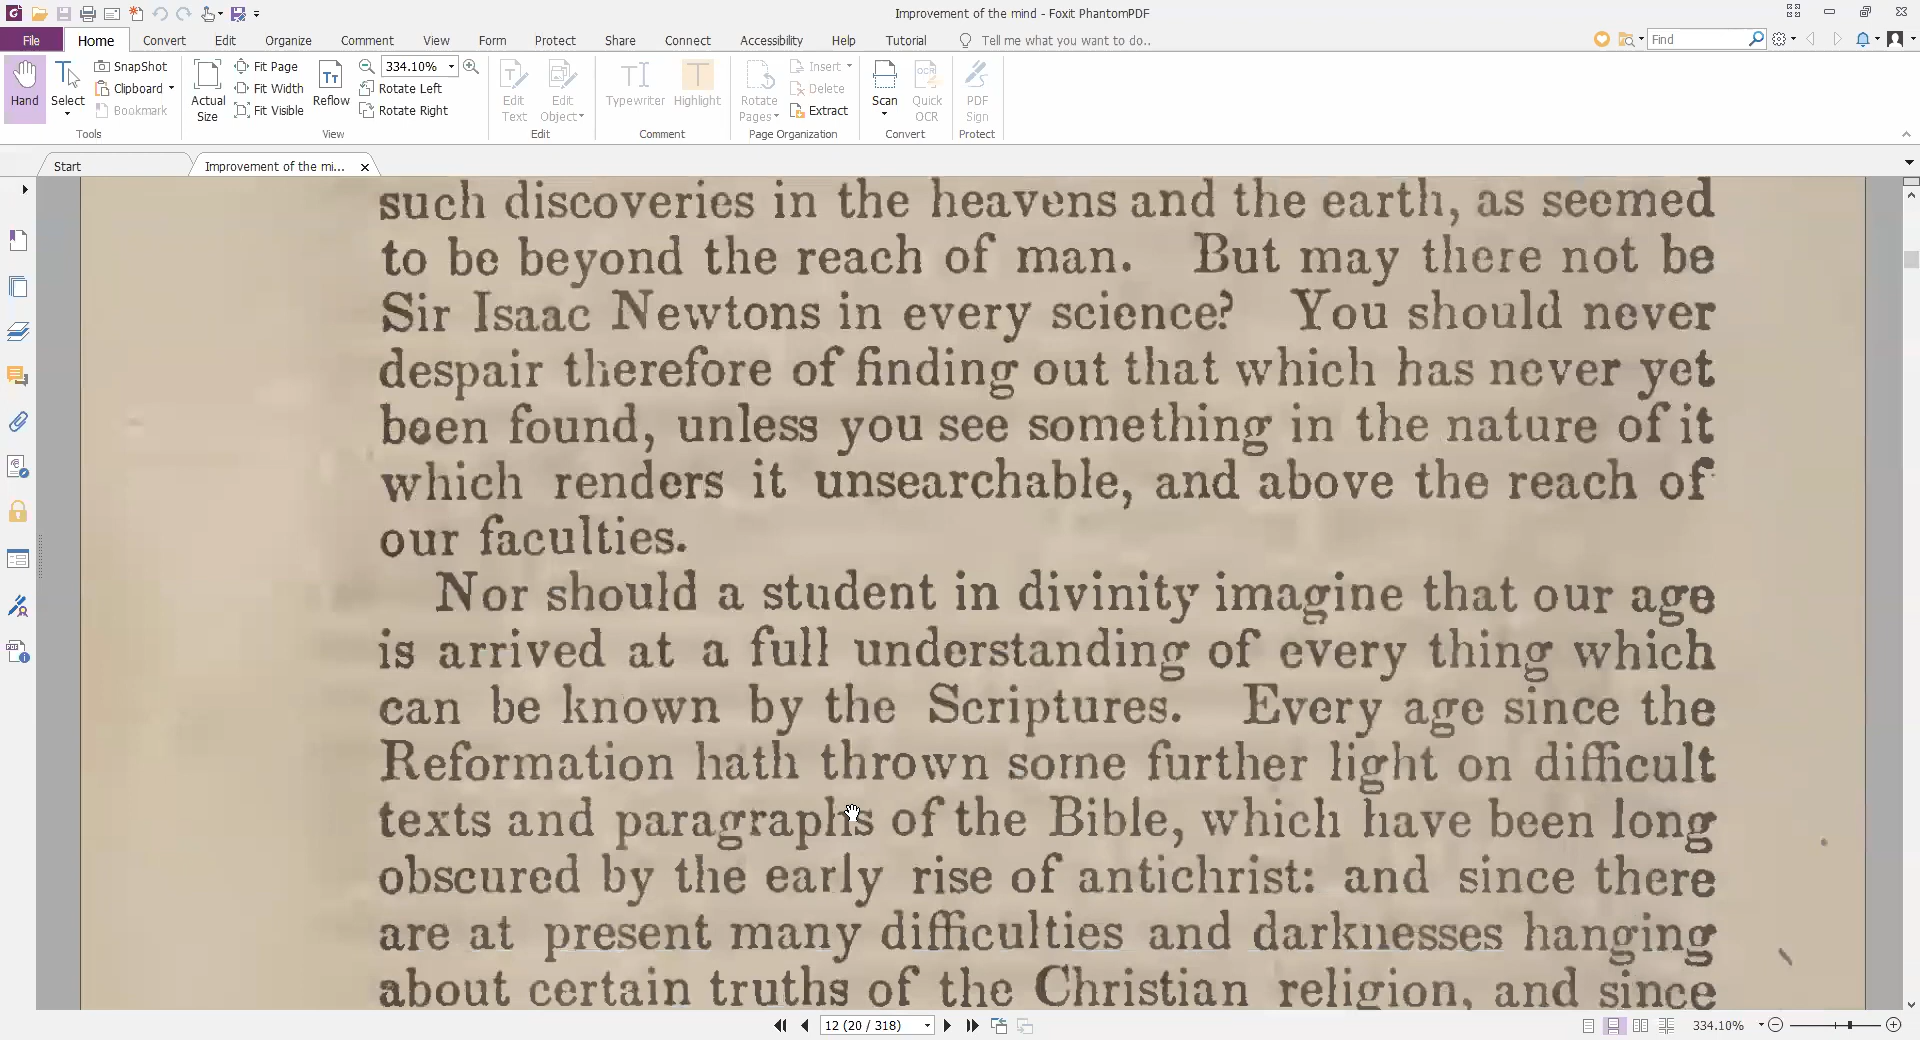 Improvement of the mind - Foxit PhantomPDF
File Home Convert Edit Organize Comment View Form Protect Share Connect Accessibility Help Tutorial Tell me what you want to do.. Find
Hand
Select
SnapShot
Clipboard
Bookmark
Tools
Actual
Size
Fit Page
Fit Width
Fit Visible
Reflow
334.10%
Rotate Left
Rotate Right
View
Edit
Text
Edit
Object
Edit
Typewriter
Highlight
Comment
Rotate
Pages
Insert
Delete
Extract
Page Organization
Scan
Quick
OCR
Convert
PDF
Sign
Protect
Start
Improvement of the mi...
such discoveries in the heavens and the earth, as seemed
to be beyond the reach of man. But may there not be
Sir Isaac Newtons in every science? You should never
despair therefore of finding out that which has never yet
been found, unless you see something in the nature of it
which renders it unsearchable, and above the reach of
our faculties.
Nor should a student in divinity imagine that our age
is arrived at a full understanding of every thing which
can be known by the Scriptures. Every age since the
Reformation hath thrown some further light on difficult
texts and paragraphs of the Bible, which have been long
obscured by the early rise of antichrist: and since there
are at present many difficulties and darknesses hanging
about certain truths of the Christian religion, and since
12 (20 / 318)
334.10%